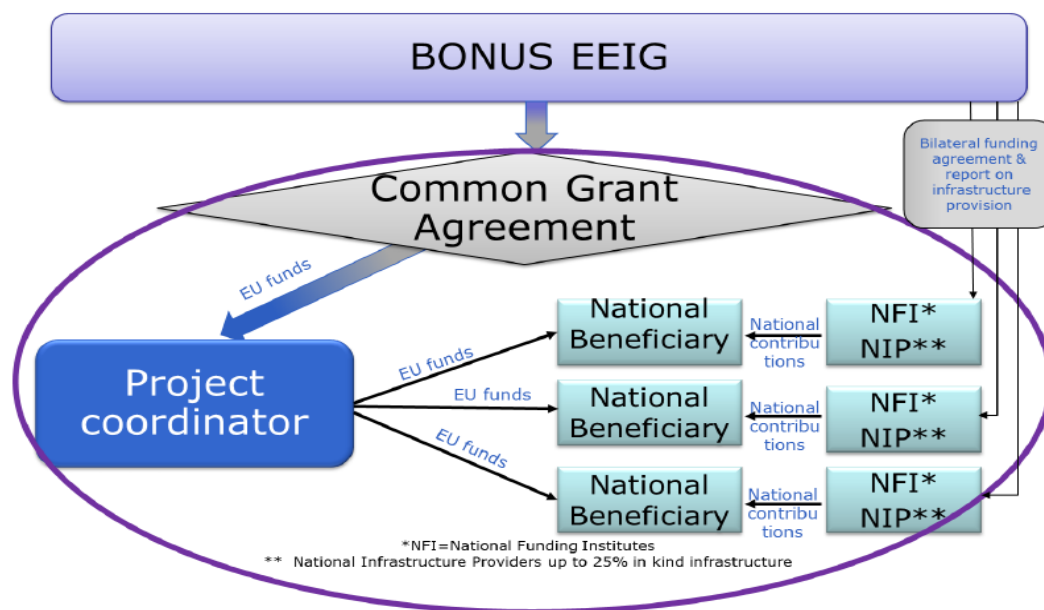 BONUS EEIG
Bilateral funding
agreement &
report on
infrastructure
provision
Common Grant
Agreement
EU funds
Project
coordinator
EU funds
EU funds
EU funds
National
Beneficiary
National
contribu
tions
NFI*
NIP**
National
Beneficiary
National
contribu
tions
NFI*
NIP**
National
Beneficiary
National
contribu
tions
NFI*
NIP**
*NFI=National Funding Institutes
** National Infrastructure Providers up to 25% in kind infrastructure